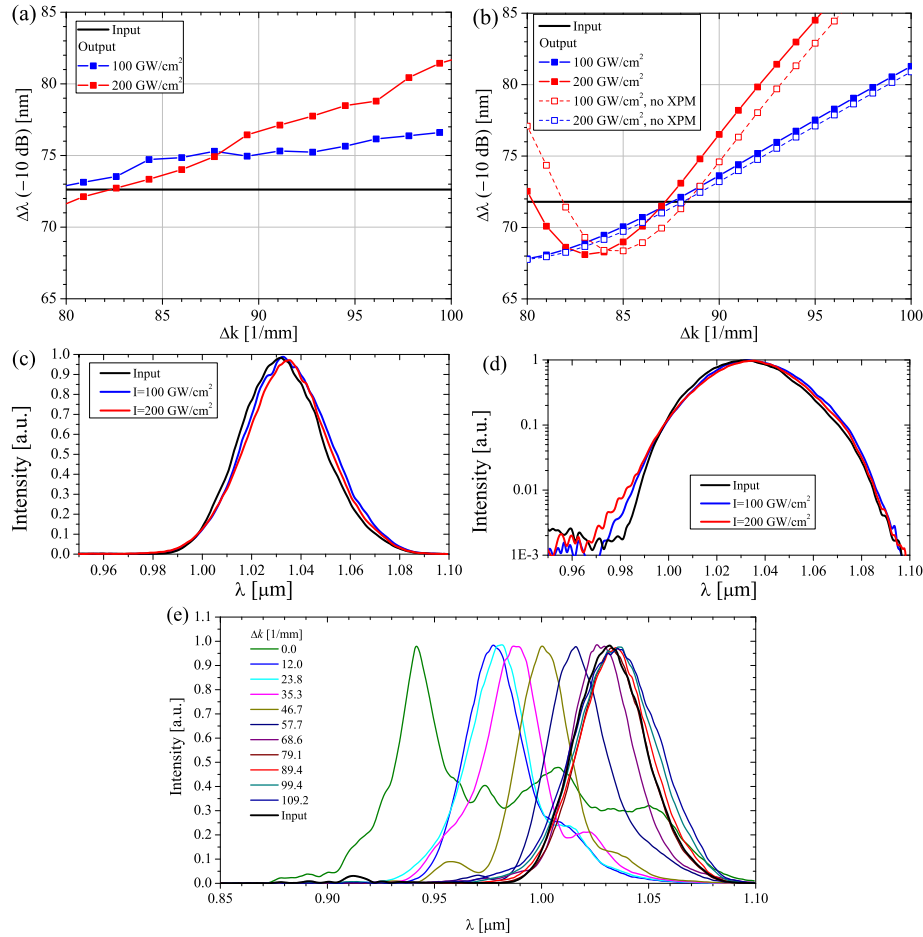 (a)
Input
Output
100 GW/cm²
200 GW/cm²
Δλ (−10 dB) [nm]
85
80
75
70
65
80
85
90
95
100
Δk [1/mm]
(b)
Input
Output
100 GW/cm²
200 GW/cm²
100 GW/cm², no XPM
200 GW/cm², no XPM
Δλ (−10 dB) [nm]
85
80
75
70
65
80
85
90
95
100
Δk [1/mm]
(c)
Input
I=100 GW/cm²
I=200 GW/cm²
Intensity [a.u.]
1.0
0.9
0.8
0.7
0.6
0.5
0.4
0.3
0.2
0.1
0.0
0.96
0.98
1.00
1.02
1.04
1.06
1.08
1.10
λ [μm]
(d)
Input
I=100 GW/cm²
I=200 GW/cm²
Intensity [a.u.]
1
0.1
0.01
1E-3
0.96
0.98
1.00
1.02
1.04
1.06
1.08
1.10
λ [μm]
(e)
Δk [1/mm]
0.0
12.0
23.8
35.3
46.7
57.7
68.6
79.1
89.4
99.4
109.2
Input
Intensity [a.u.]
1.1
1.0
0.9
0.8
0.7
0.6
0.5
0.4
0.3
0.2
0.1
0.0
0.85
0.90
0.95
1.00
1.05
1.10
λ [μm]